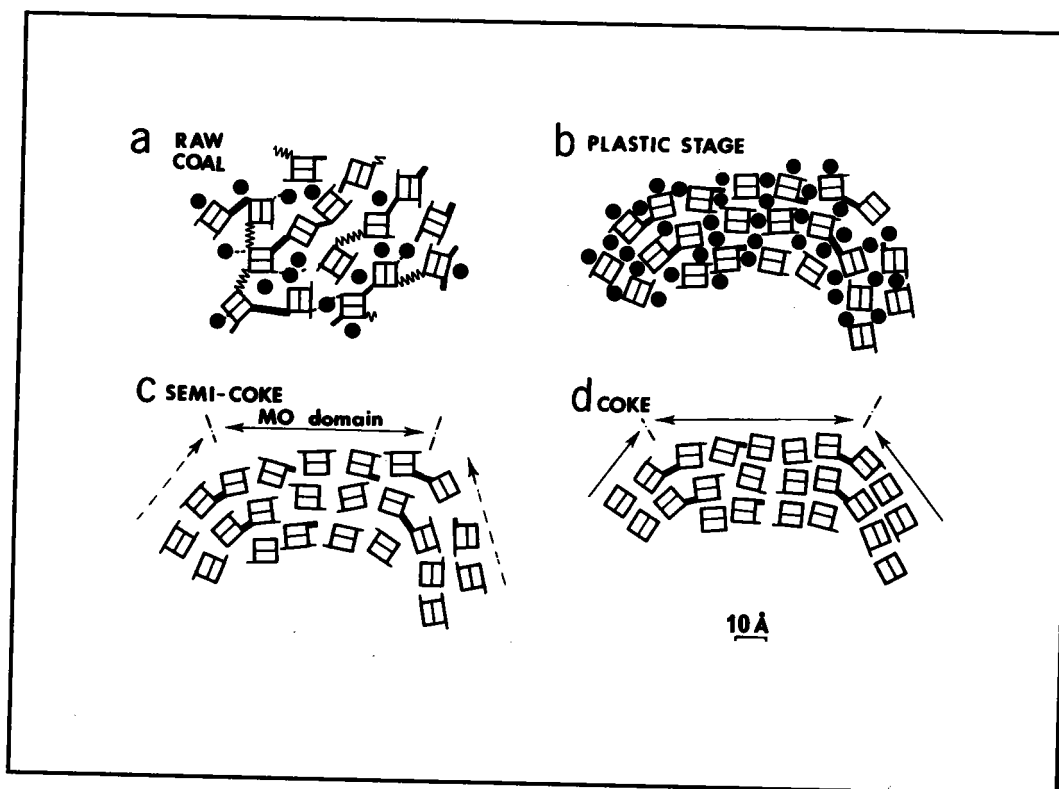 a RAW
COAL
b PLASTIC STAGE
c SEMI-COKE
MO domain
d COKE
10 Å